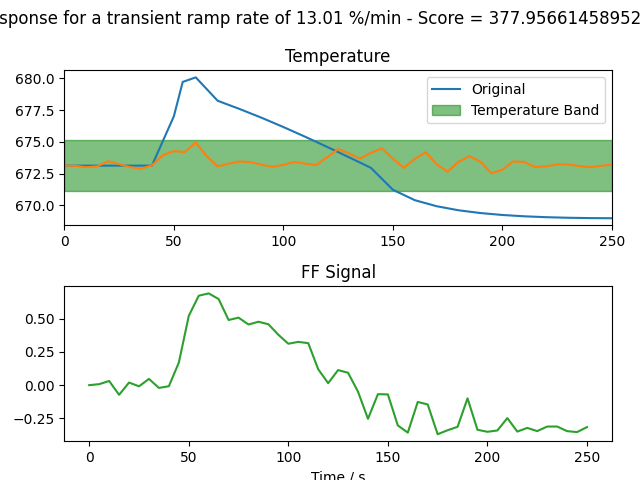 sponse for a transient ramp rate of 13.01 %/min - Score = 377.95661458952
Temperature
680.0
677.5
675.0
672.5
670.0
Original
Temperature Band
0 50 100 150 200 250
FF Signal
0.50
0.25
0.00
−0.25
0 50 100 150 200 250
Time / s